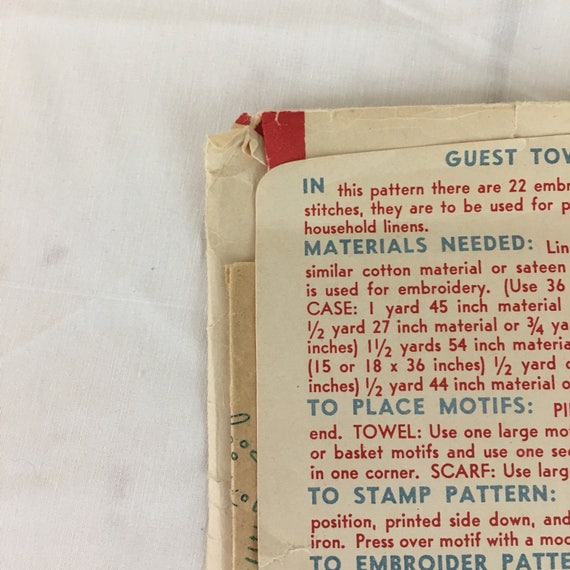 GUEST TOW
IN this pattern there are 22 embr
stitches, they are to be used for p
household linens.
MATERIALS NEEDED: Lin
similar cotton material or sateen
is used for embroidery. (Use 36
CASE: 1 yard 45 inch material
1/2 yard 27 inch material or 3/4 ya
inches) 1 1/2 yards 54 inch materia
(15 or 18 x 36 inches) 1/2 yard
inches) 1/2 yard 44 inch material o
TO PLACE MOTIFS: PI
end. TOWEL: Use one large mot
or basket motifs and use one se
in one corner. SCARF: Use larg
TO STAMP PATTERN:
position, printed side down, and
iron. Press over motif with a mod
TO EMBROIDER PATTE